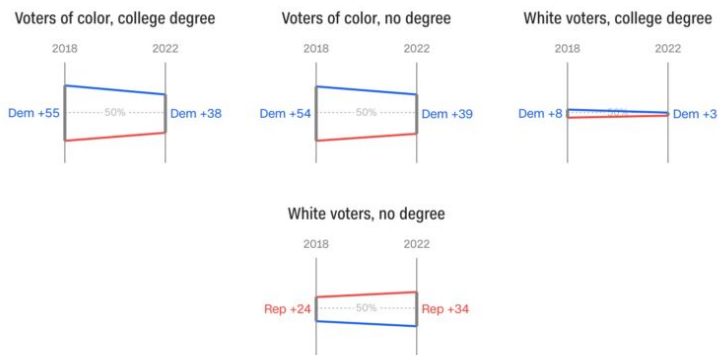 Voters of color, college degree
2018 2022
Dem +55 50% Dem +38
Voters of color, no degree
2018 2022
Dem +54 50% Dem +39
White voters, college degree
2018 2022
Dem +8 50% Dem +3
White voters, no degree
2018 2022
Rep +24 50% Rep +34